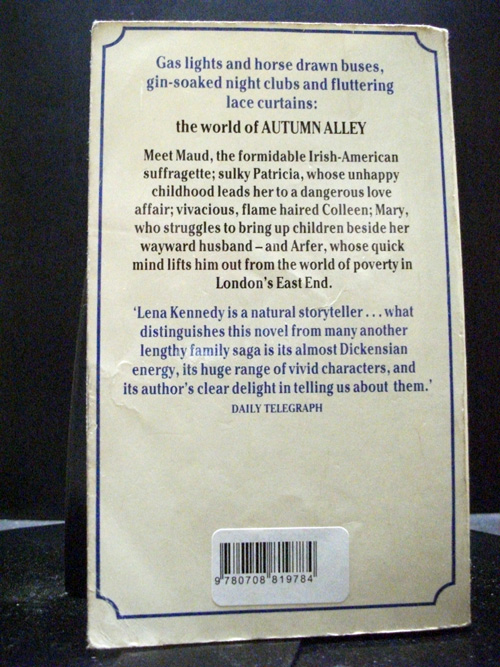 Gas lights and horse drawn buses,
gin-soaked night clubs and fluttering
lace curtains:
the world of AUTUMN ALLEY
Meet Maud, the formidable Irish-American
suffragette; sulky Patricia, whose unhappy
childhood leads her to a dangerous love
affair; vivacious, flame haired Colleen; Mary,
who struggles to bring up children beside her
wayward husband – and Arfer, whose quick
mind lifts him out from the world of poverty in
London's East End.
'Lena Kennedy is a natural storyteller . . . what
distinguishes this novel from many another
lengthy family saga is its almost Dickensian
energy, its huge range of vivid characters, and
its author's clear delight in telling us about them.'
DAILY TELEGRAPH
9 780708 819784